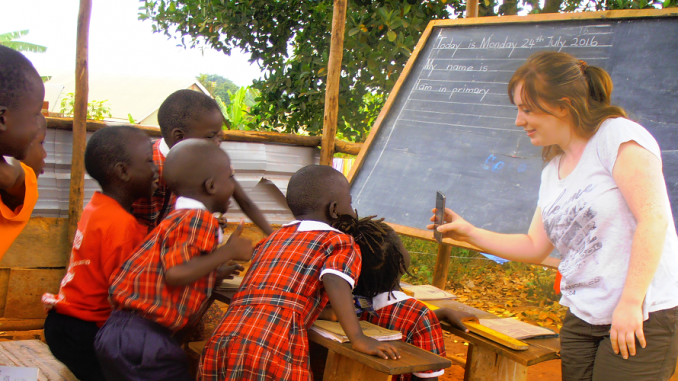 Today is Monday 24th July 2016
My name is
I am in primary